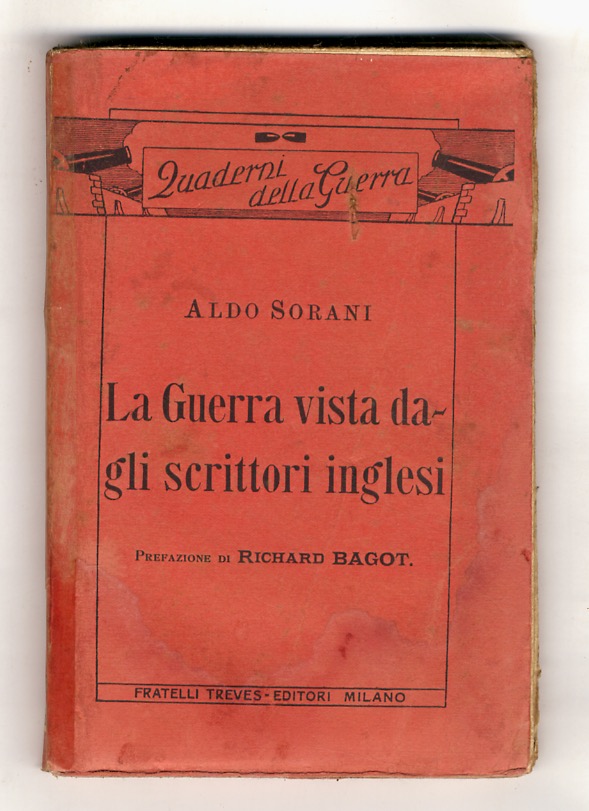 Quaderni
della Guerra
ALDO SORANI
La Guerra vista da-
gli scrittori inglesi
PREFAZIONE DI RICHARD BAGOT.
FRATELLI TREVES-EDITORI MILANO